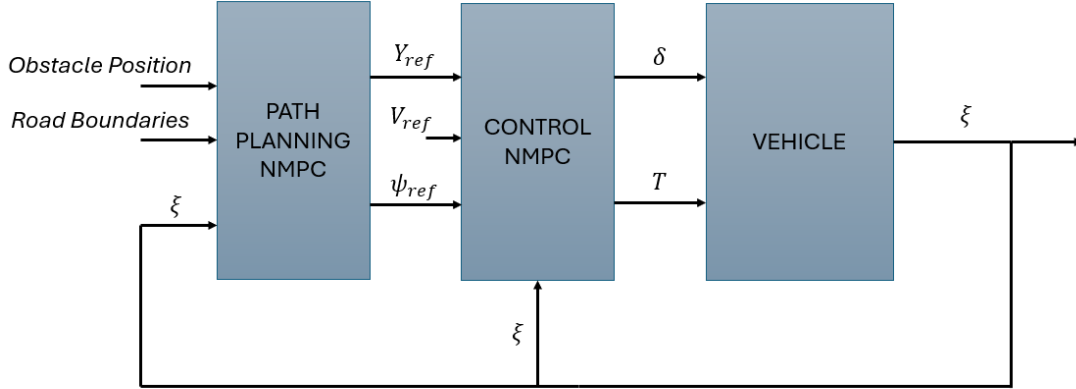 Obstacle Position
Road Boundaries
ξ
PATH
PLANNING
NMPC
Y_ref
V_ref
ψ_ref
CONTROL
NMPC
ξ
δ
T
VEHICLE
ξ